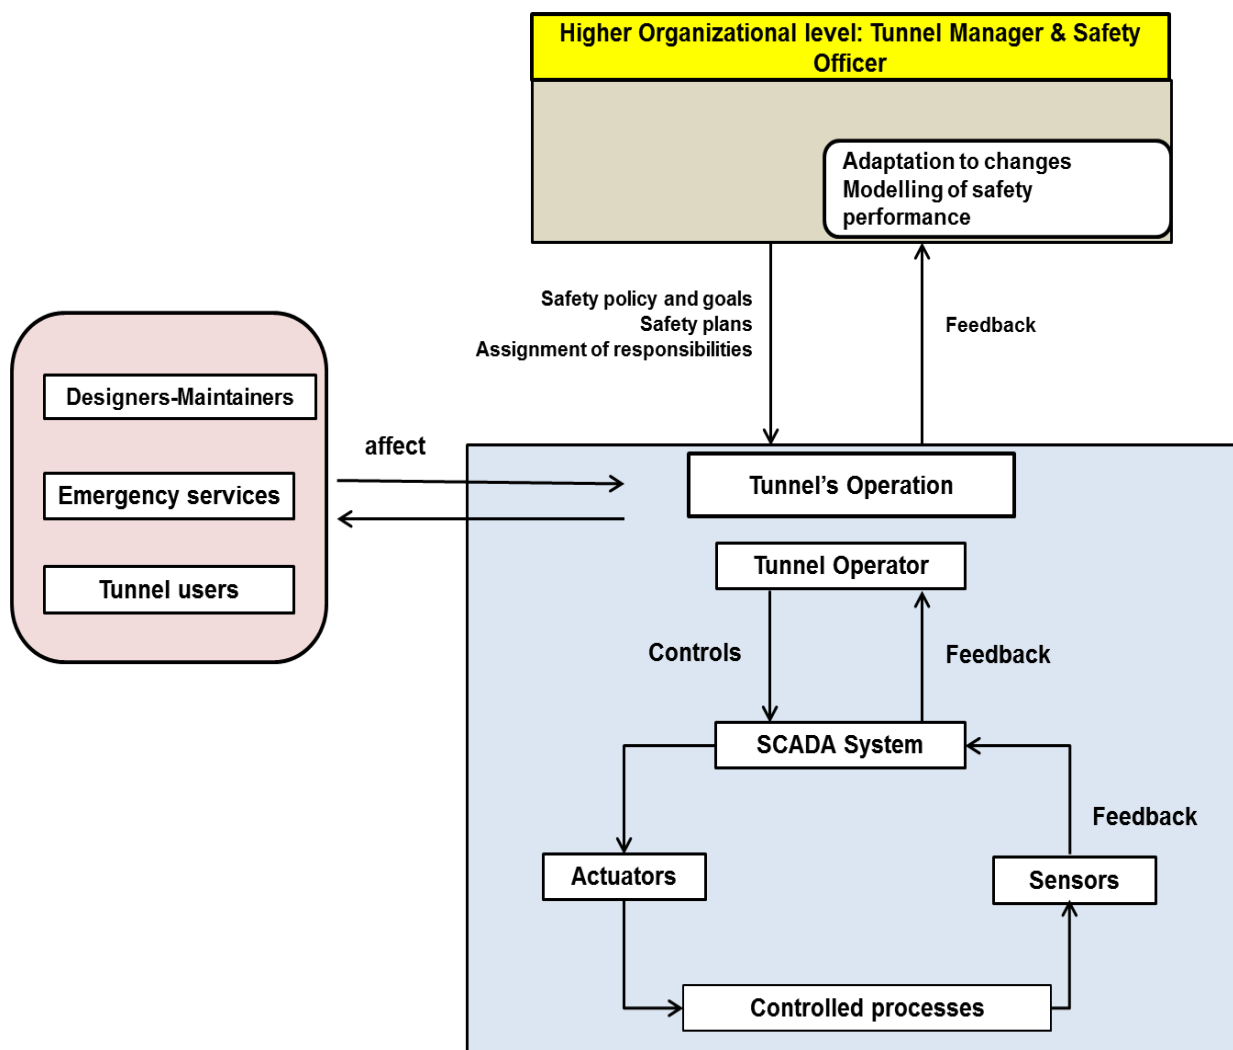 Higher Organizational level: Tunnel Manager & Safety
Officer
Adaptation to changes
Modelling of safety
performance
Safety policy and goals
Safety plans
Assignment of responsibilities
Feedback
Designers-Maintainers
Emergency services
Tunnel users
affect
Tunnel's Operation
Tunnel Operator
Controls
Feedback
SCADA System
Feedback
Actuators
Sensors
Controlled processes